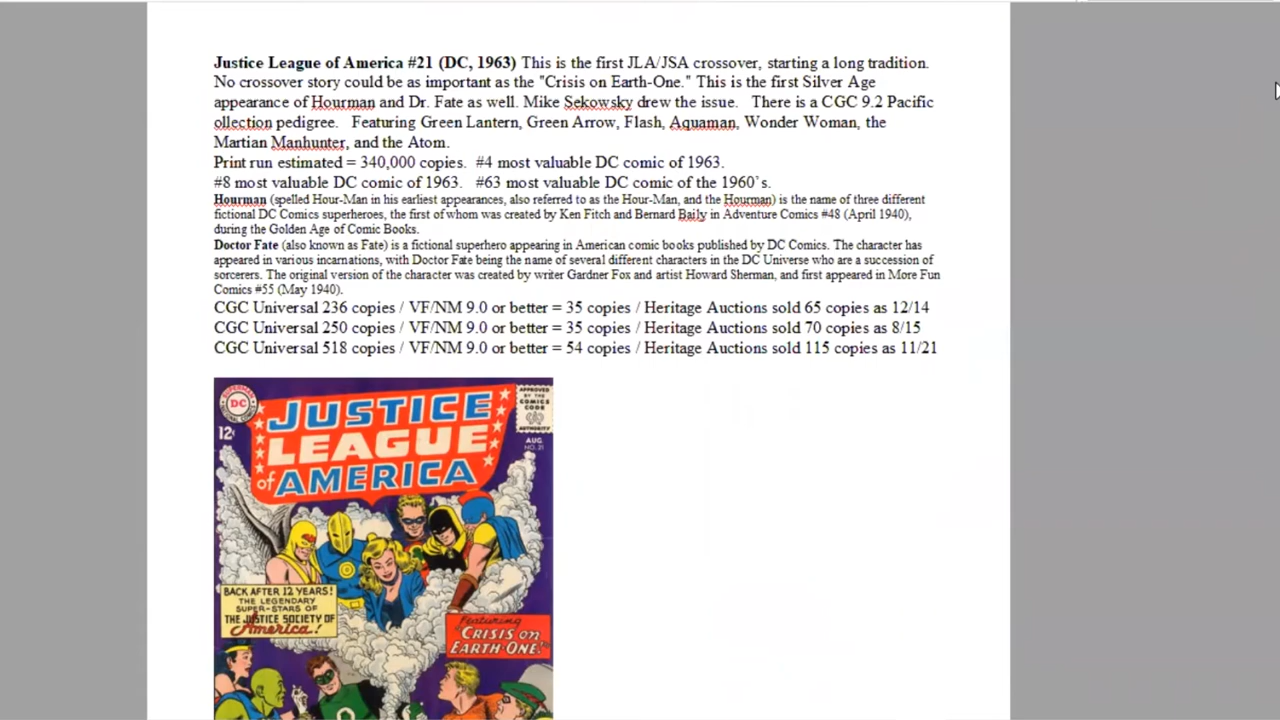 Justice League of America #21 (DC, 1963) This is the first JLA/JSA crossover, starting a long tradition.
No crossover story could be as important as the "Crisis on Earth-One." This is the first Silver Age
appearance of Hourman and Dr. Fate as well. Mike Sekowsky drew the issue. There is a CGC 9.2 Pacific
ollection pedigree. Featuring Green Lantern, Green Arrow, Flash, Aquaman, Wonder Woman, the
Martian Manhunter, and the Atom.
Print run estimated = 340,000 copies. #4 most valuable DC comic of 1963.
#8 most valuable DC comic of 1963. #63 most valuable DC comic of the 1960's.
Hourman (spelled Hour-Man in his earliest appearances, also referred to as the Hour-Man, and the Hourman) is the name of three different
fictional DC Comics superheroes, the first of whom was created by Ken Fitch and Bernard Baily in Adventure Comics #48 (April 1940),
during the Golden Age of Comic Books.
Doctor Fate (also known as Fate) is a fictional superhero appearing in American comic books published by DC Comics. The character has
appeared in various incarnations, with Doctor Fate being the name of several different characters in the DC Universe who are a succession of
sorcerers. The original version of the character was created by writer Gardner Fox and artist Howard Sherman, and first appeared in More Fun
Comics #55 (May 1940).
CGC Universal 236 copies / VF/NM 9.0 or better = 35 copies / Heritage Auctions sold 65 copies as 12/14
CGC Universal 250 copies / VF/NM 9.0 or better = 35 copies / Heritage Auctions sold 70 copies as 8/15
CGC Universal 518 copies / VF/NM 9.0 or better = 54 copies / Heritage Auctions sold 115 copies as 11/21
SUPERMAN
DC
12¢
JUSTICE
LEAGUE
of AMERICA
APPROVED
BY THE
COMICS
CODE
AUTHORITY
AUG
NO. 21
BACK AFTER 12 YEARS!
THE LEGENDARY
SUPER-STARS OF
THE JUSTICE SOCIETY OF
America!
Featuring
"CRISIS on
EARTH-ONE!"